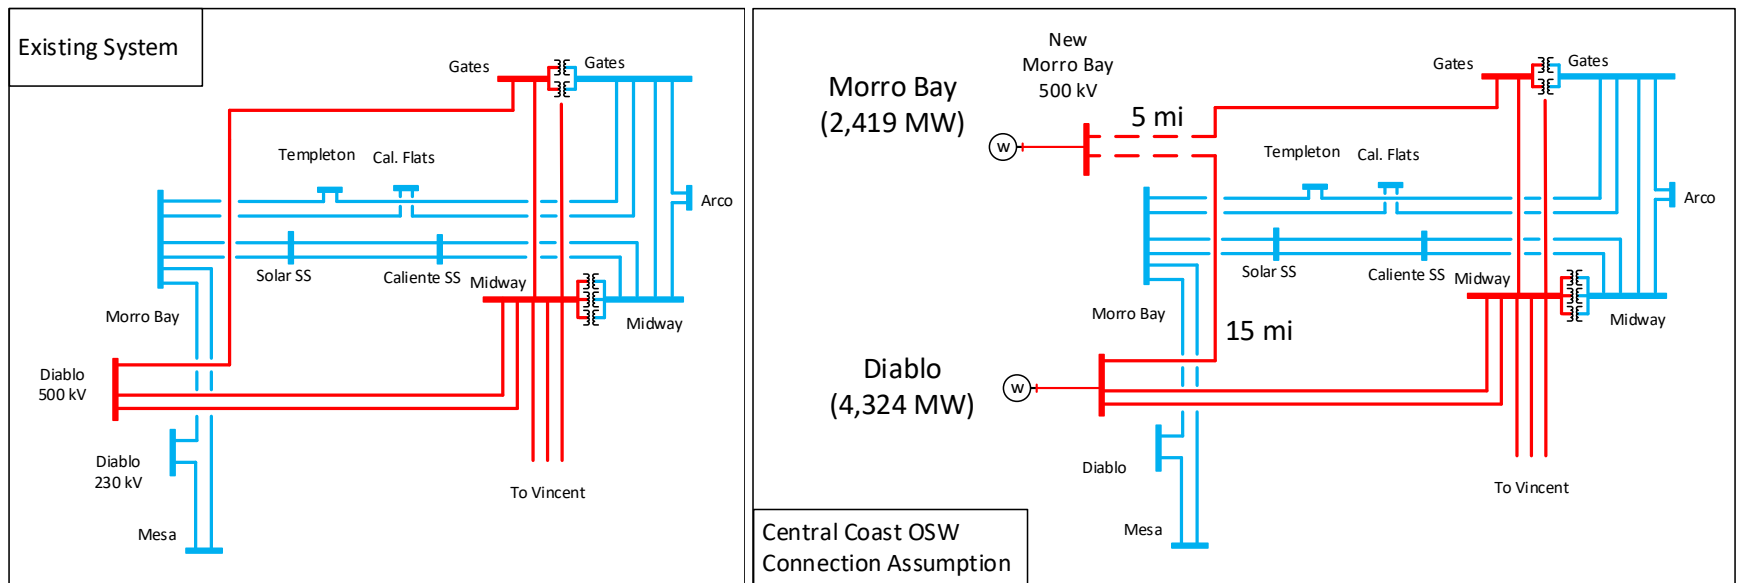 Existing System
Gates
Gates
Templeton
Cal. Flats
Arco
Solar SS
Caliente SS
Midway
Morro Bay
Midway
Diablo
500 kV
Diablo
230 kV
To Vincent
Mesa
New
Morro Bay
500 kV
Morro Bay
(2,419 MW)
5 mi
W
Gates
Gates
Templeton
Cal. Flats
Arco
Solar SS
Caliente SS
Midway
Morro Bay
Midway
15 mi
Diablo
(4,324 MW)
W
Diablo
To Vincent
Mesa
Central Coast OSW
Connection Assumption